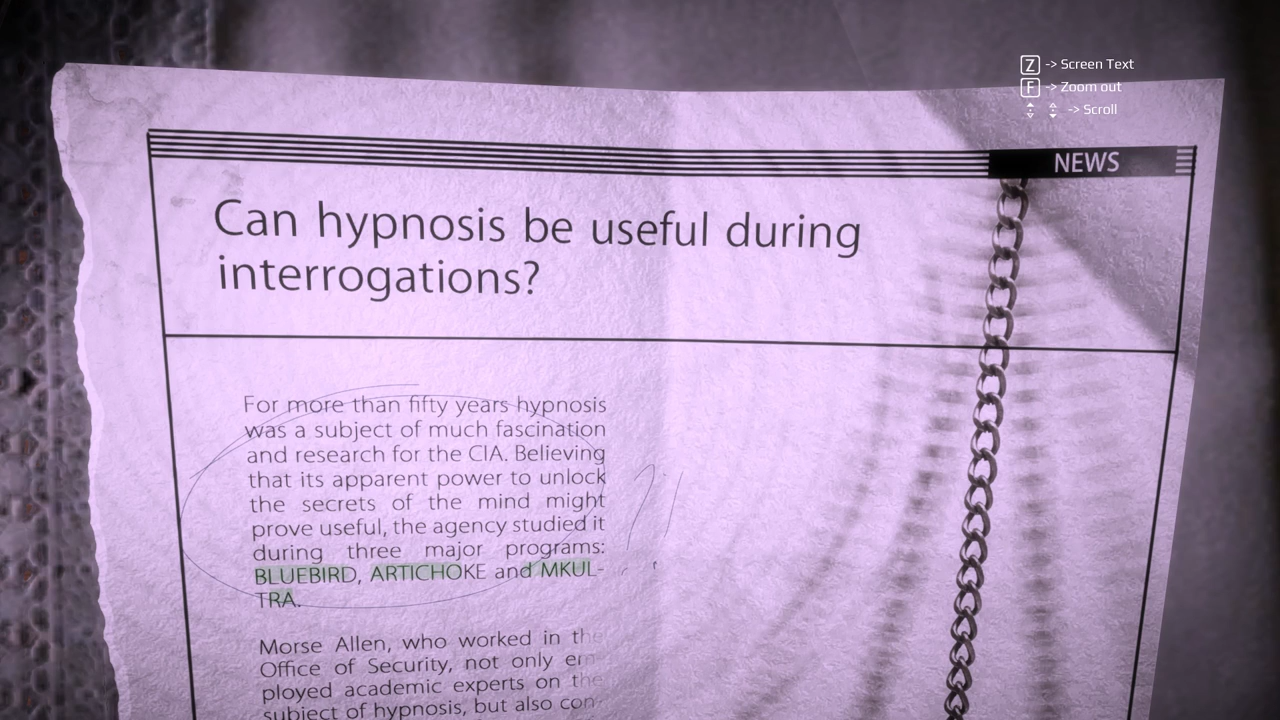 Z -> Screen Text
F -> Zoom out
-> Scroll
NEWS
Can hypnosis be useful during
interrogations?
For more than fifty years hypnosis
was a subject of much fascination
and research for the CIA. Believing
that its apparent power to unlock
the secrets of the mind might
prove useful, the agency studied it
during three major programs:
BLUEBIRD, ARTICHOKE and MKUL-
TRA.
?!
Morse Allen, who worked in the
Office of Security, not only em
ployed academic experts on the
subject of hypnosis, but also con-